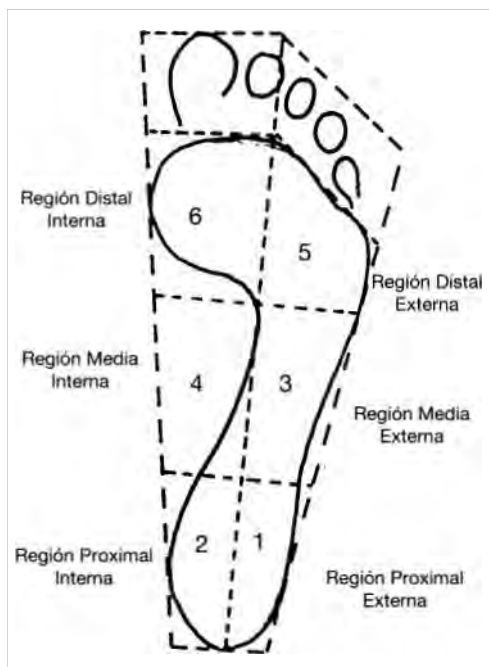 6
Región Distal
Interna
5
Región Distal
Externa
Región Media
Interna
4
3
Región Media
Externa
2
1
Región Proximal
Interna
Región Proximal
Externa